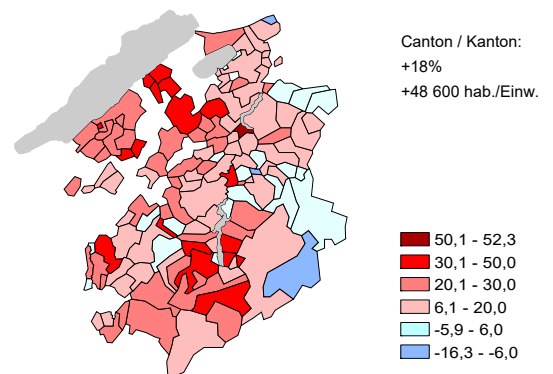 Canton / Kanton:
+18%
+48 600 hab./Einw.
50,1 - 52,3
30,1 - 50,0
20,1 - 30,0
6,1 - 20,0
-5,9 - 6,0
-16,3 - -6,0